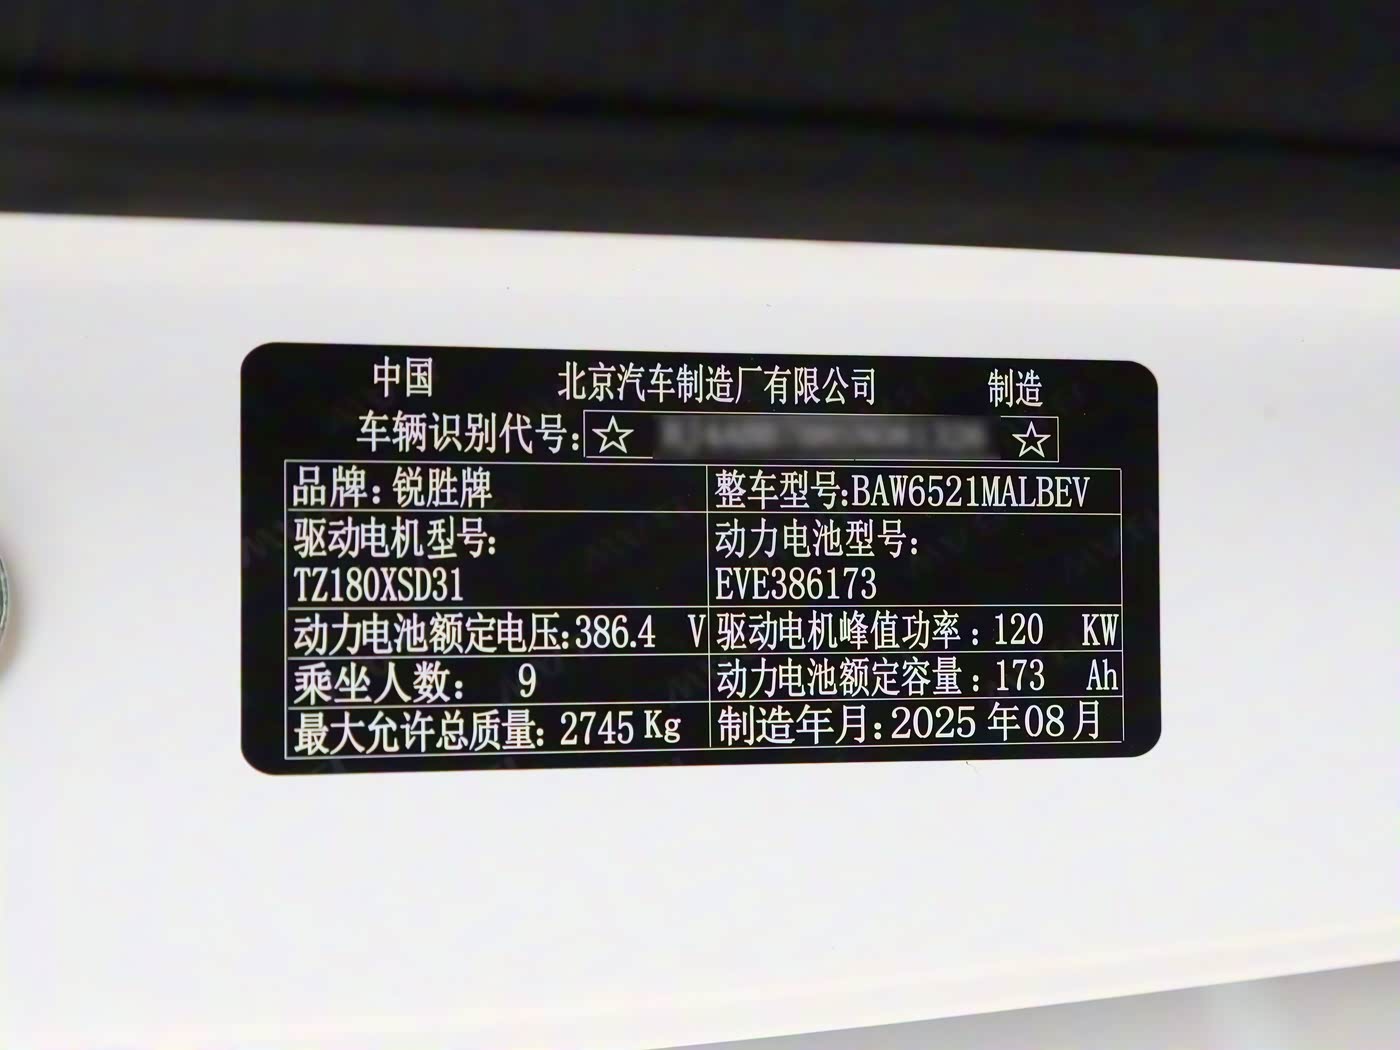 中国 北京汽车制造厂有限公司 制造
车辆识别代号:☆ ☆
品牌:锐胜牌 整车型号:BAW6521MALBEV
驱动电机型号: 动力电池型号:
TZ180XSD31 EVE386173
动力电池额定电压:386.4 V 驱动电机峰值功率:120 KW
乘坐人数: 9 动力电池额定容量:173 Ah
最大允许总质量:2745Kg 制造年月:2025年08月